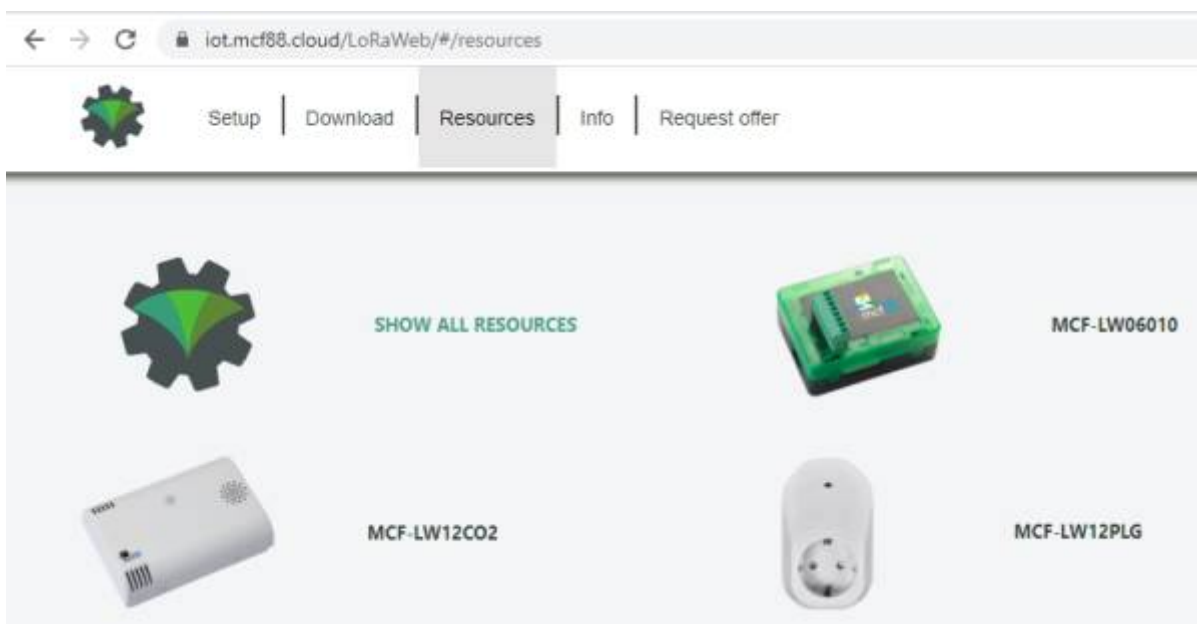 iot.mcf88.cloud/LoRaWeb/#/resources
Setup Download Resources Info Request offer
SHOW ALL RESOURCES
MCF-LW06010
MCF-LW12CO2
MCF-LW12PLG